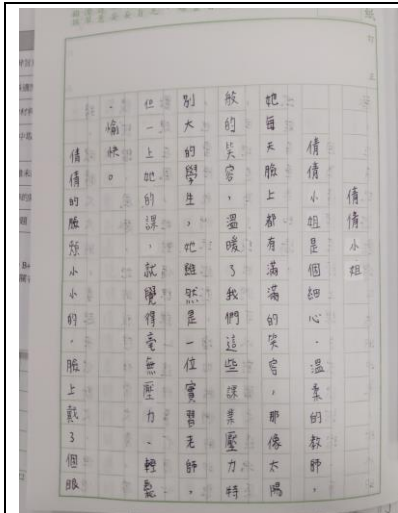 倩倩小姐
倩倩小姐是個細心、溫柔的教師，
她每天臉上都有滿滿的笑容，那像太陽
般的笑容，溫暖了我們這些課業壓力特
別大的學生，她雖然是一位實習老師，
但一上她的課，就覺得毫無壓力、輕鬆
、愉快。
倩倩的臉頰小小的，臉上戴了個眼